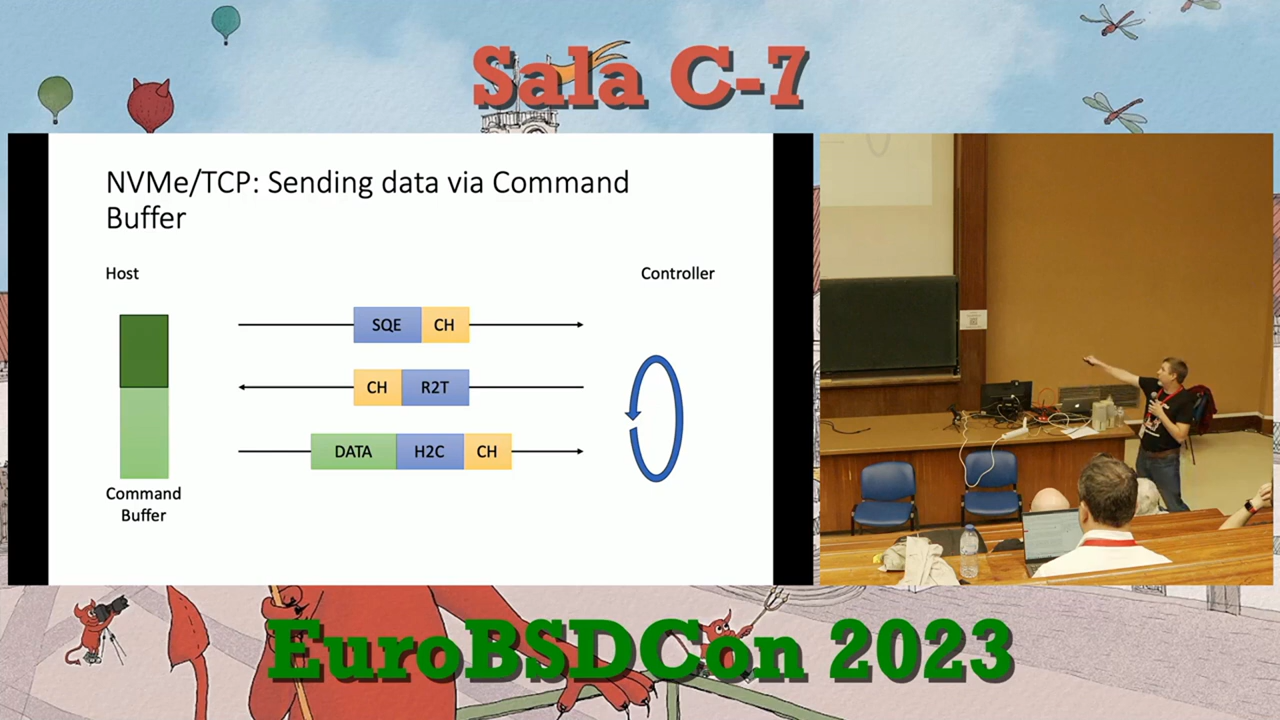 Sala C-7
NVMe/TCP: Sending data via Command
Buffer
Host
Controller
SQE CH
CH R2T
DATA H2C CH
Command
Buffer
EuroBSDCon 2023